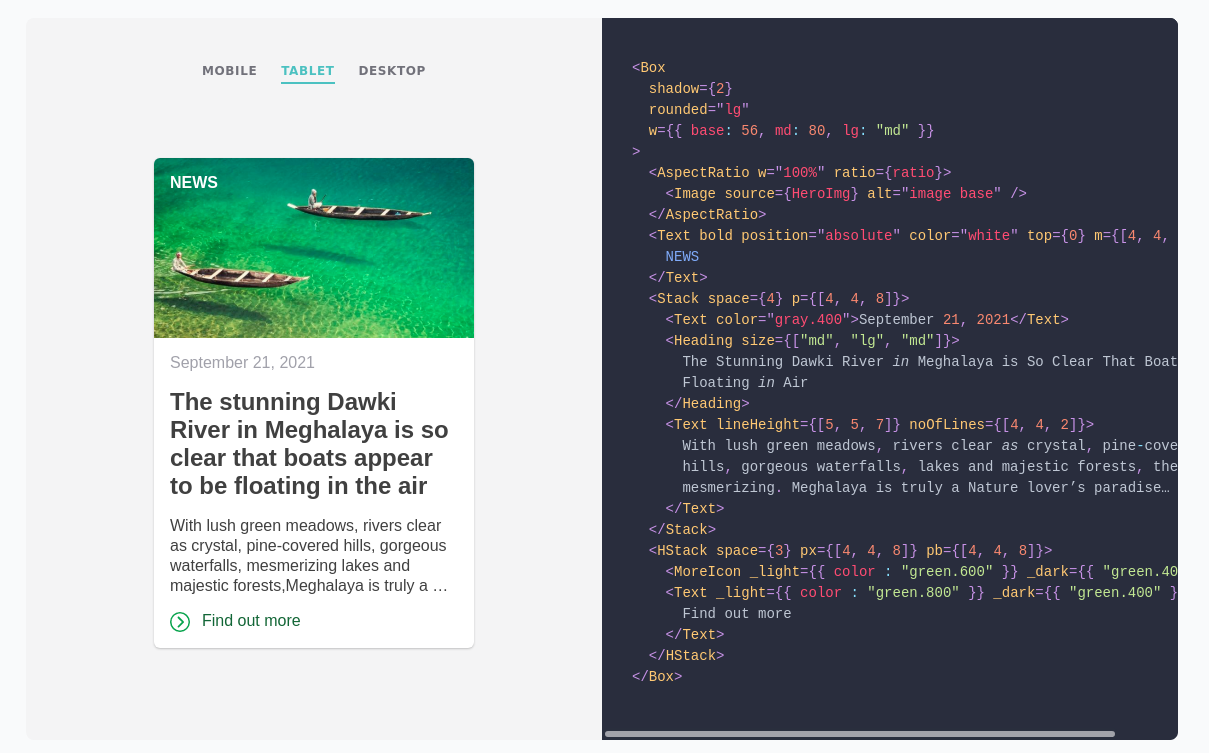 MOBILE TABLET DESKTOP
NEWS
September 21, 2021
The stunning Dawki
River in Meghalaya is so
clear that boats appear
to be floating in the air
With lush green meadows, rivers clear
as crystal, pine-covered hills, gorgeous
waterfalls, mesmerizing lakes and
majestic forests,Meghalaya is truly a …
Find out more
<Box
  shadow={2}
  rounded="lg"
  w={{ base: 56, md: 80, lg: "md" }}
>
  <AspectRatio w="100%" ratio={ratio}>
    <Image source={HeroImg} alt="image base" />
  </AspectRatio>
  <Text bold position="absolute" color="white" top={0} m={[4, 4,
    NEWS
  </Text>
  <Stack space={4} p={[4, 4, 8]}>
    <Text color="gray.400">September 21, 2021</Text>
    <Heading size={["md", "lg", "md"]}>
      The Stunning Dawki River in Meghalaya is So Clear That Boat
      Floating in Air
    </Heading>
    <Text lineHeight={[5, 5, 7]} noOfLines={[4, 4, 2]}>
      With lush green meadows, rivers clear as crystal, pine-cove
      hills, gorgeous waterfalls, lakes and majestic forests, the
      mesmerizing. Meghalaya is truly a Nature lover’s paradise…
    </Text>
  </Stack>
  <HStack space={3} px={[4, 4, 8]} pb={[4, 4, 8]}>
    <MoreIcon _light={{ color : "green.600" }} _dark={{ "green.40
    <Text _light={{ color : "green.800" }} _dark={{ "green.400" }
      Find out more
    </Text>
  </HStack>
</Box>